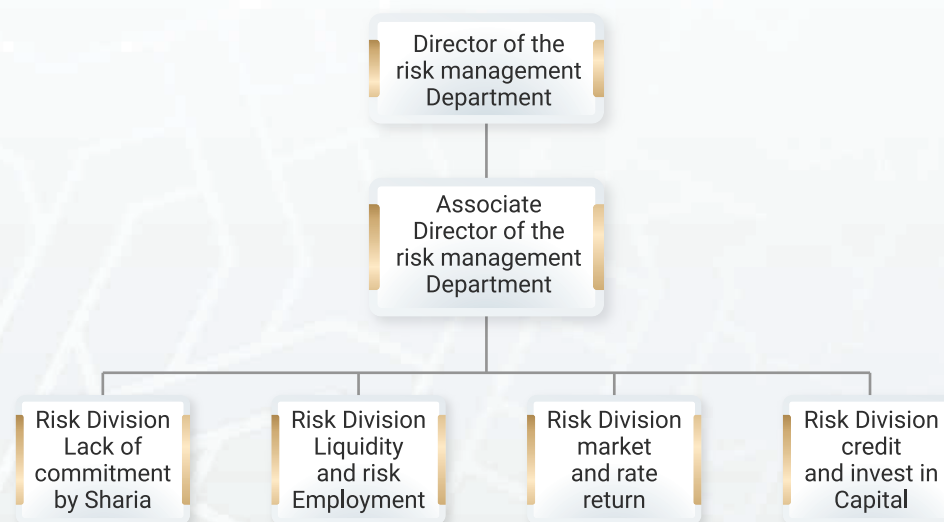 Director of the
risk management
Department
Associate
Director of the
risk management
Department
Risk Division
Lack of
commitment
by Sharia
Risk Division
Liquidity
and risk
Employment
Risk Division
market
and rate
return
Risk Division
credit
and invest in
Capital